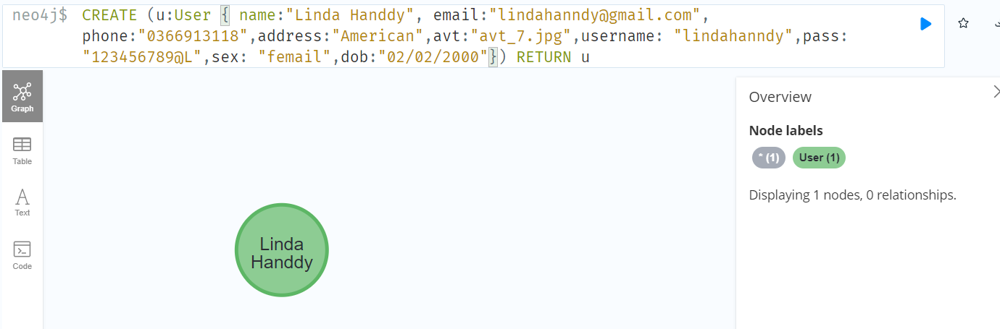 neo4j$ CREATE (u:User { name:"Linda Handdy", email:"lindahanndy@gmail.com",
phone:"0366913118",address:"American",avt:"avt_7.jpg",username: "lindahanndy",pass:
"123456789@L",sex: "femail",dob:"02/02/2000"}) RETURN u
Graph
Table
A
Text
Code
Linda
Handdy
Overview
Node labels
* (1) User (1)
Displaying 1 nodes, 0 relationships.